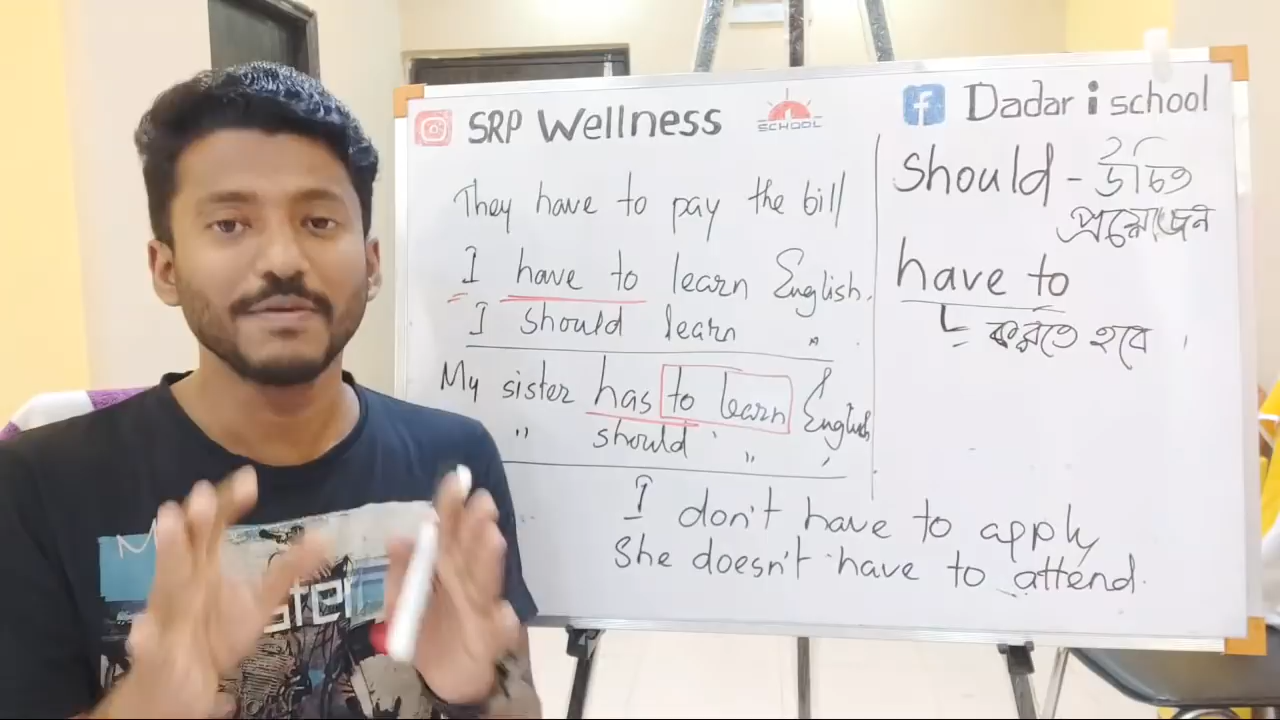 SRP Wellness
SCHOOL
Dadar i school
They have to pay the bill
I have to learn English.
I should learn "
My sister has to learn English
" should " "
I don't have to apply
She doesn't have to attend.
should - উচিত
প্রয়োজন
have to
করতে হবে